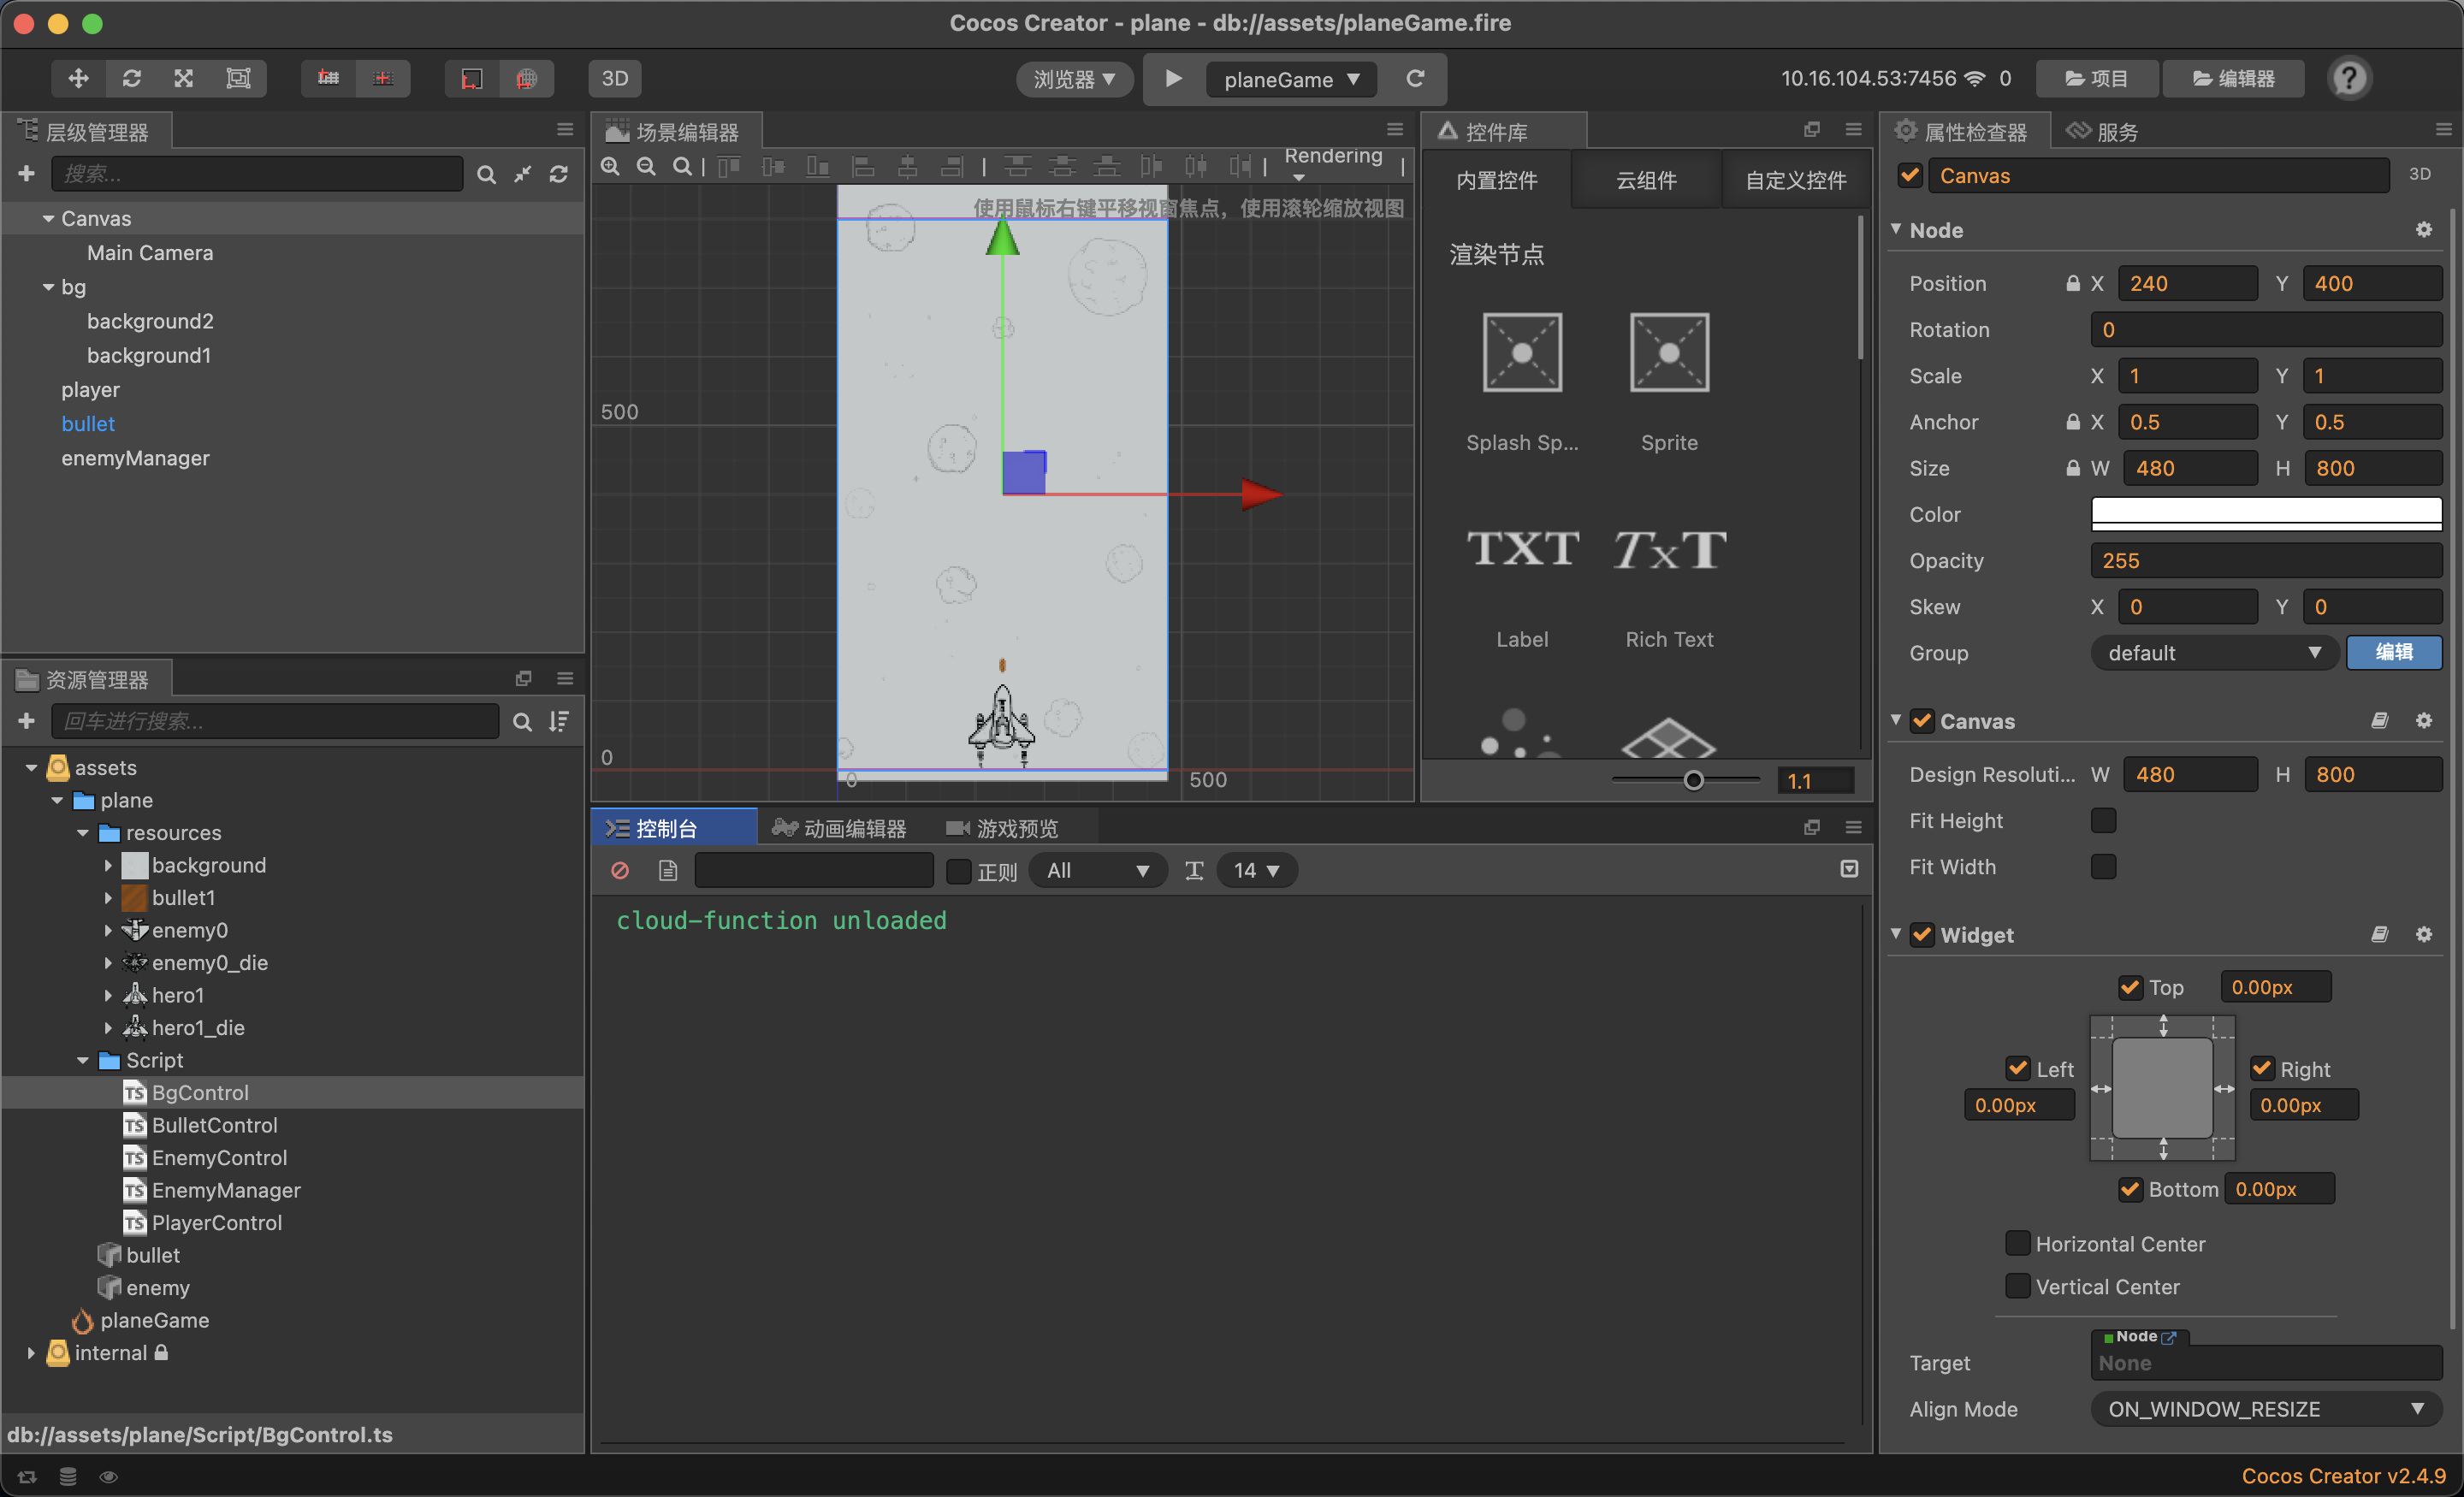 Cocos Creator - plane - db://assets/planeGame.fire
3D
浏览器
planeGame
10.16.104.53:7456
0
项目
编辑器
层级管理器
搜索...
Canvas
Main Camera
bg
background2
background1
player
bullet
enemyManager
资源管理器
回车进行搜索...
assets
plane
resources
background
bullet1
enemy0
enemy0_die
hero1
hero1_die
Script
TS BgControl
TS BulletControl
TS EnemyControl
TS EnemyManager
TS PlayerControl
bullet
enemy
planeGame
internal
db://assets/plane/Script/BgControl.ts
场景编辑器
Rendering
使用鼠标右键平移视窗焦点，使用滚轮缩放视图
500
0
0
500
控件库
内置控件
云组件
自定义控件
渲染节点
Splash Sp...
Sprite
TXT
TxT
Label
Rich Text
1.1
控制台
动画编辑器
游戏预览
正则
All
14
cloud-function unloaded
属性检查器
服务
Canvas
3D
Node
Position X 240 Y 400
Rotation 0
Scale X 1 Y 1
Anchor X 0.5 Y 0.5
Size W 480 H 800
Color
Opacity 255
Skew X 0 Y 0
Group default 编辑
Canvas
Design Resoluti... W 480 H 800
Fit Height
Fit Width
Widget
Top 0.00px
Left
Right
0.00px
0.00px
Bottom 0.00px
Horizontal Center
Vertical Center
Node
Target None
Align Mode ON_WINDOW_RESIZE
Cocos Creator v2.4.9